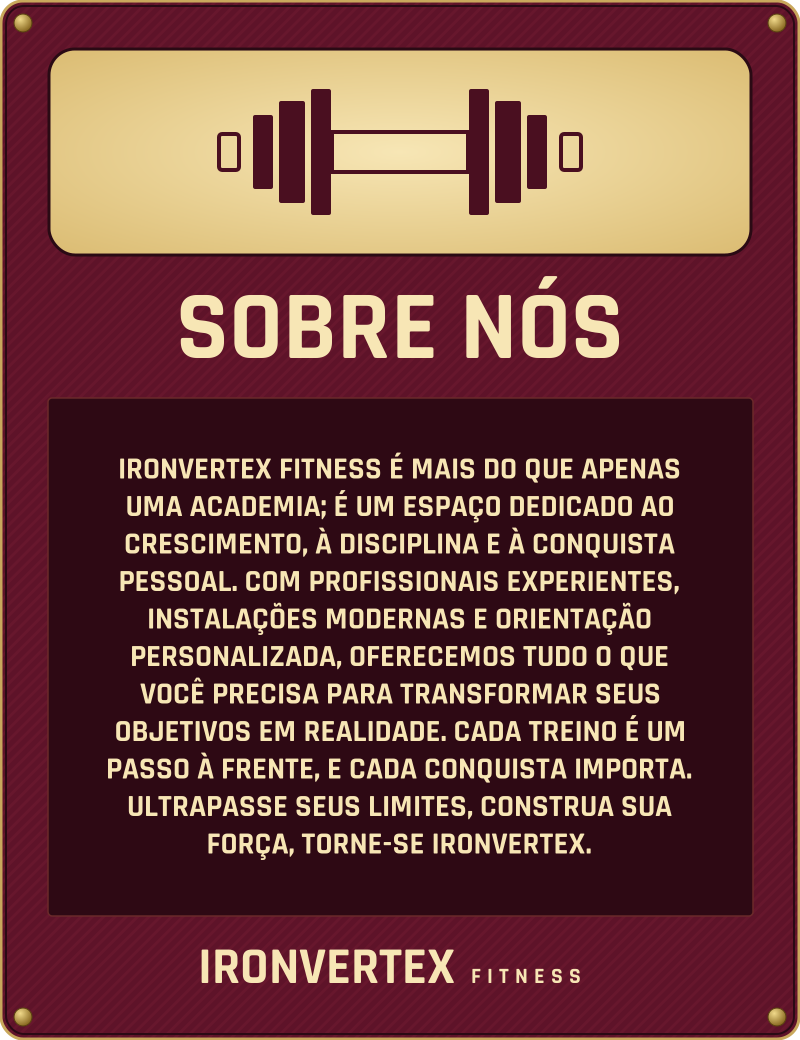 SOBRE NÓS
IRONVERTEX FITNESS É MAIS DO QUE APENAS
UMA ACADEMIA; É UM ESPAÇO DEDICADO AO
CRESCIMENTO, À DISCIPLINA E À CONQUISTA
PESSOAL. COM PROFISSIONAIS EXPERIENTES,
INSTALAÇÕES MODERNAS E ORIENTAÇÃO
PERSONALIZADA, OFERECEMOS TUDO O QUE
VOCÊ PRECISA PARA TRANSFORMAR SEUS
OBJETIVOS EM REALIDADE. CADA TREINO É UM
PASSO À FRENTE, E CADA CONQUISTA IMPORTA.
ULTRAPASSE SEUS LIMITES, CONSTRUA SUA
FORÇA, TORNE-SE IRONVERTEX.
IRONVERTEX FITNESS